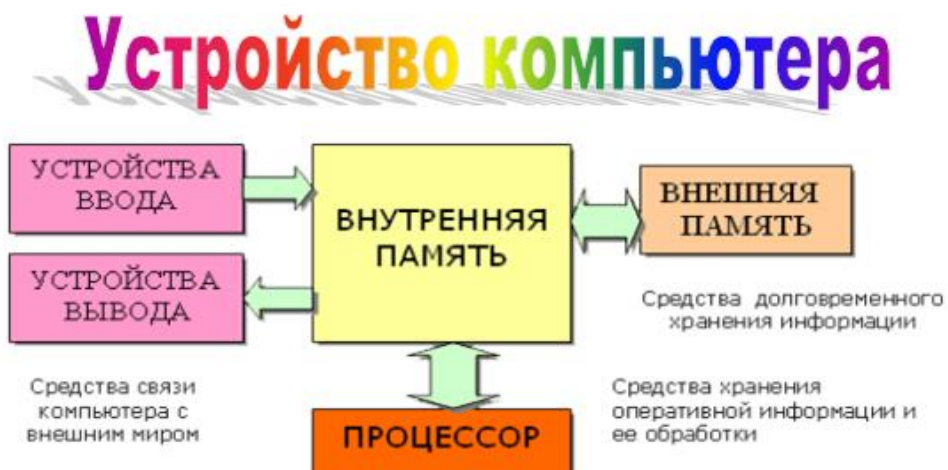 Устройство компьютера
УСТРОЙСТВА
ВВОДА
УСТРОЙСТВА
ВЫВОДА
Средства связи
компьютера с
внешним миром
ВНУТРЕННЯЯ
ПАМЯТЬ
ПРОЦЕССОР
ВНЕШНЯЯ
ПАМЯТЬ
Средства долговременного
хранения информации
Средства хранения
оперативной информации и
ее обработки